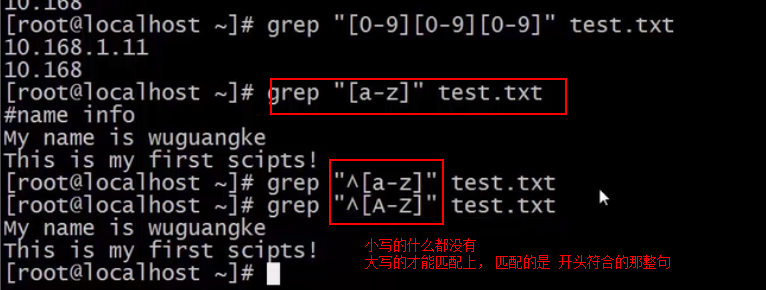 10.168
[root@localhost ~]# grep "[0-9][0-9][0-9]" test.txt
10.168.1.11
10.168
[root@localhost ~]# grep "[a-z]" test.txt
#name info
My name is wuguangke
This is my first scipts!
[root@localhost ~]# grep "^[a-z]" test.txt
[root@localhost ~]# grep "^[A-Z]" test.txt
My name is wuguangke
This is my first scipts!
[root@localhost ~]#
小写的什么都没有
大写的才能匹配上，匹配的是 开头符合的那整句